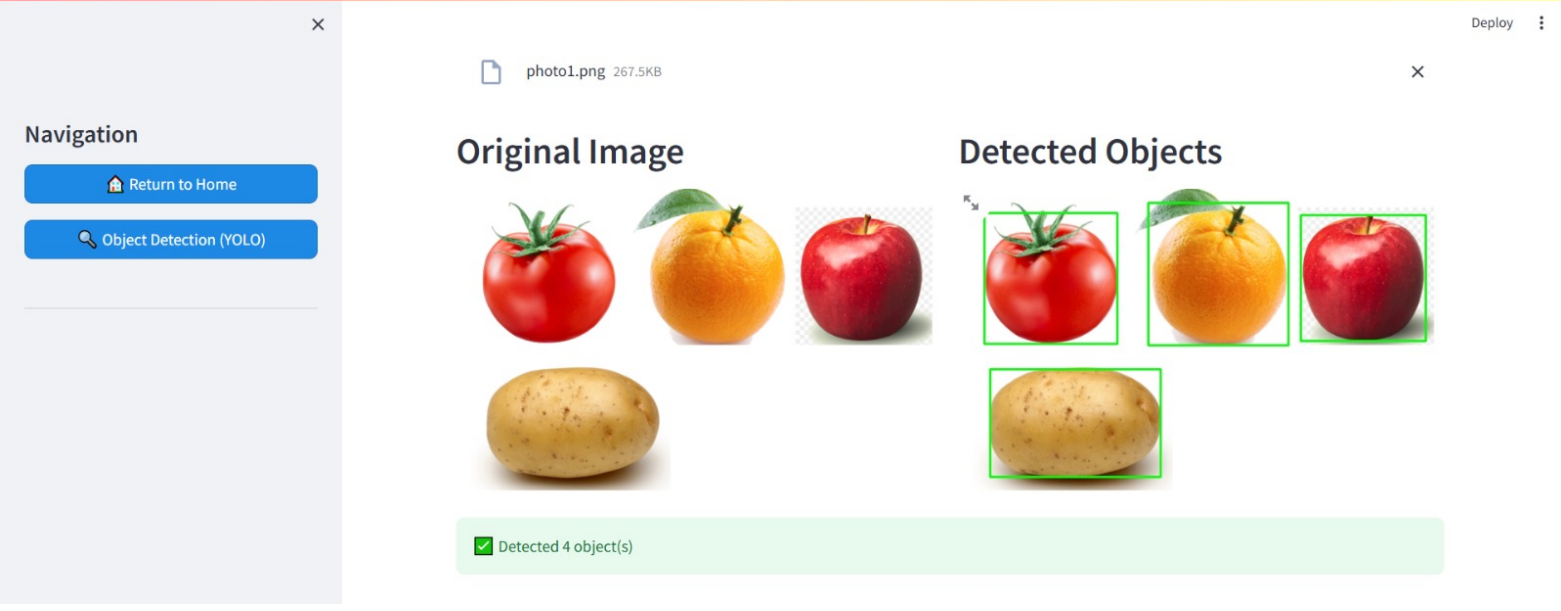 Deploy
photo1.png 267.5KB
Navigation
Return to Home
Object Detection (YOLO)
Original Image
Detected Objects
Detected 4 object(s)